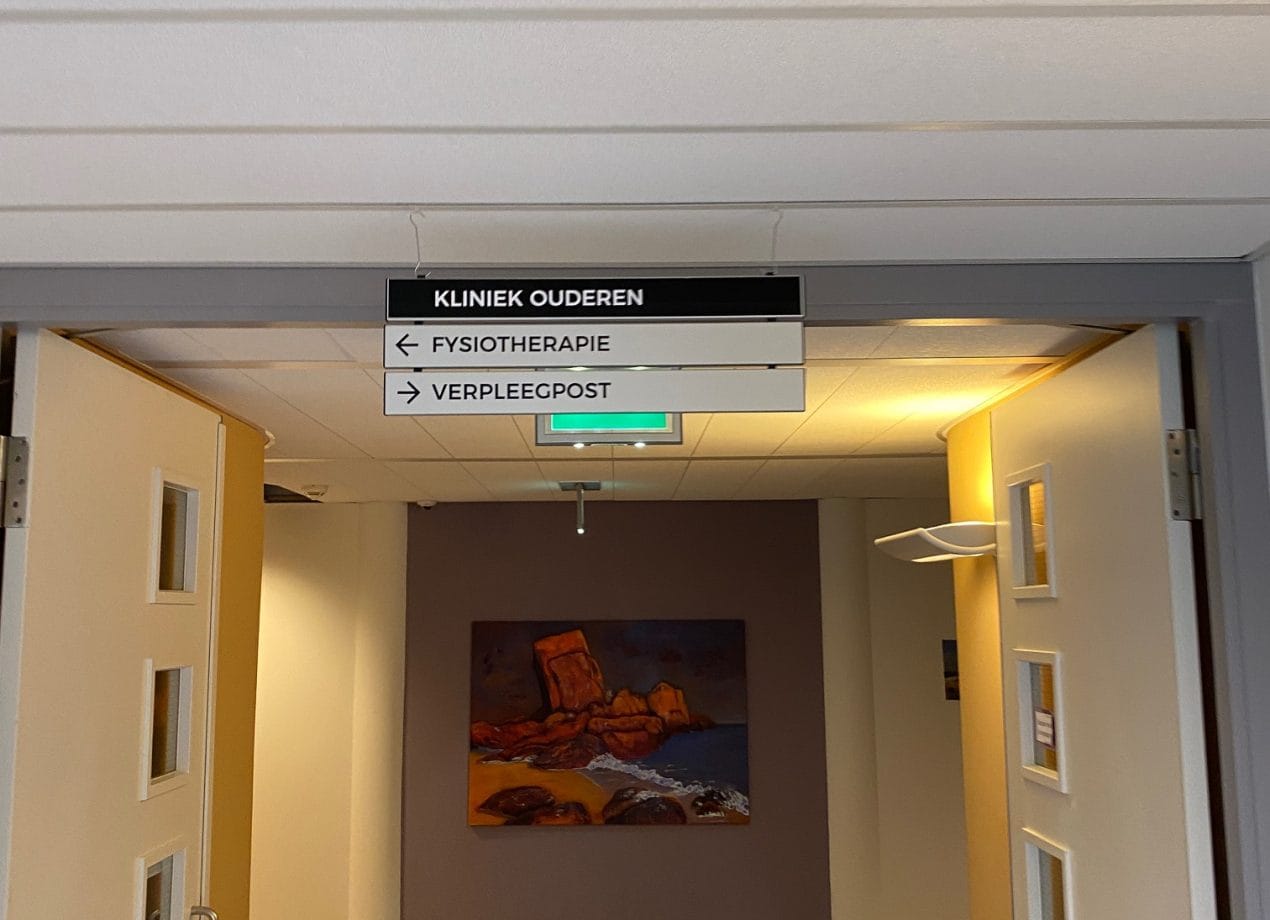 KLINIEK OUDEREN
← FYSIOTHERAPIE
→ VERPLEEGPOST